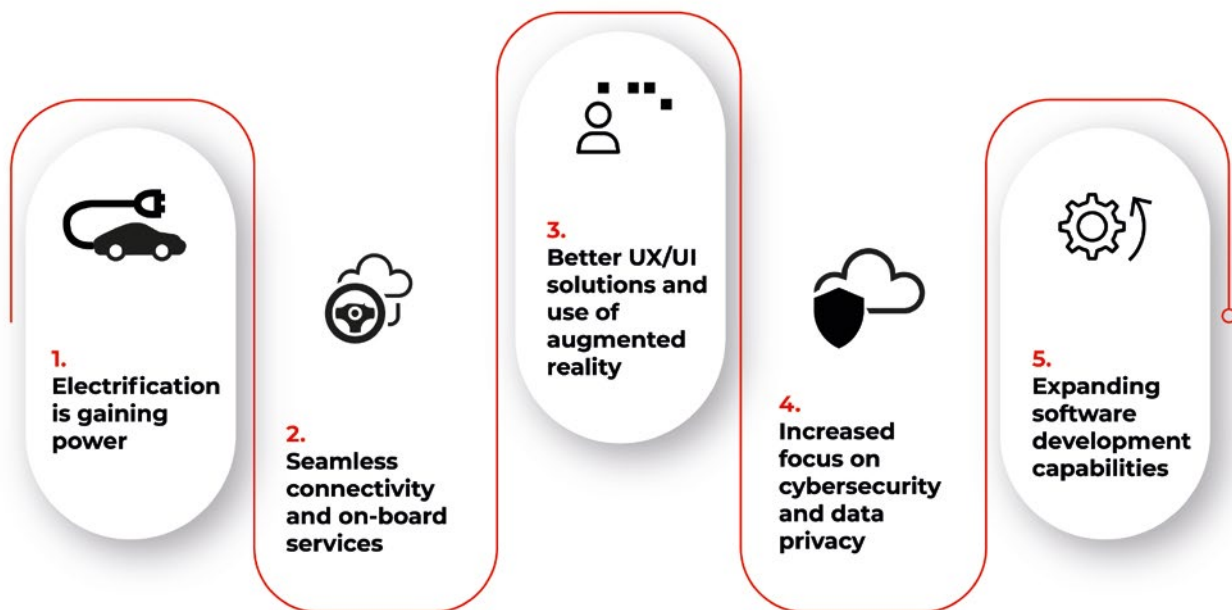 1.
Electrification
is gaining
power
2.
Seamless
connectivity
and on-board
services
3.
Better UX/UI
solutions and
use of
augmented
reality
4.
Increased
focus on
cybersecurity
and data
privacy
5.
Expanding
software
development
capabilities